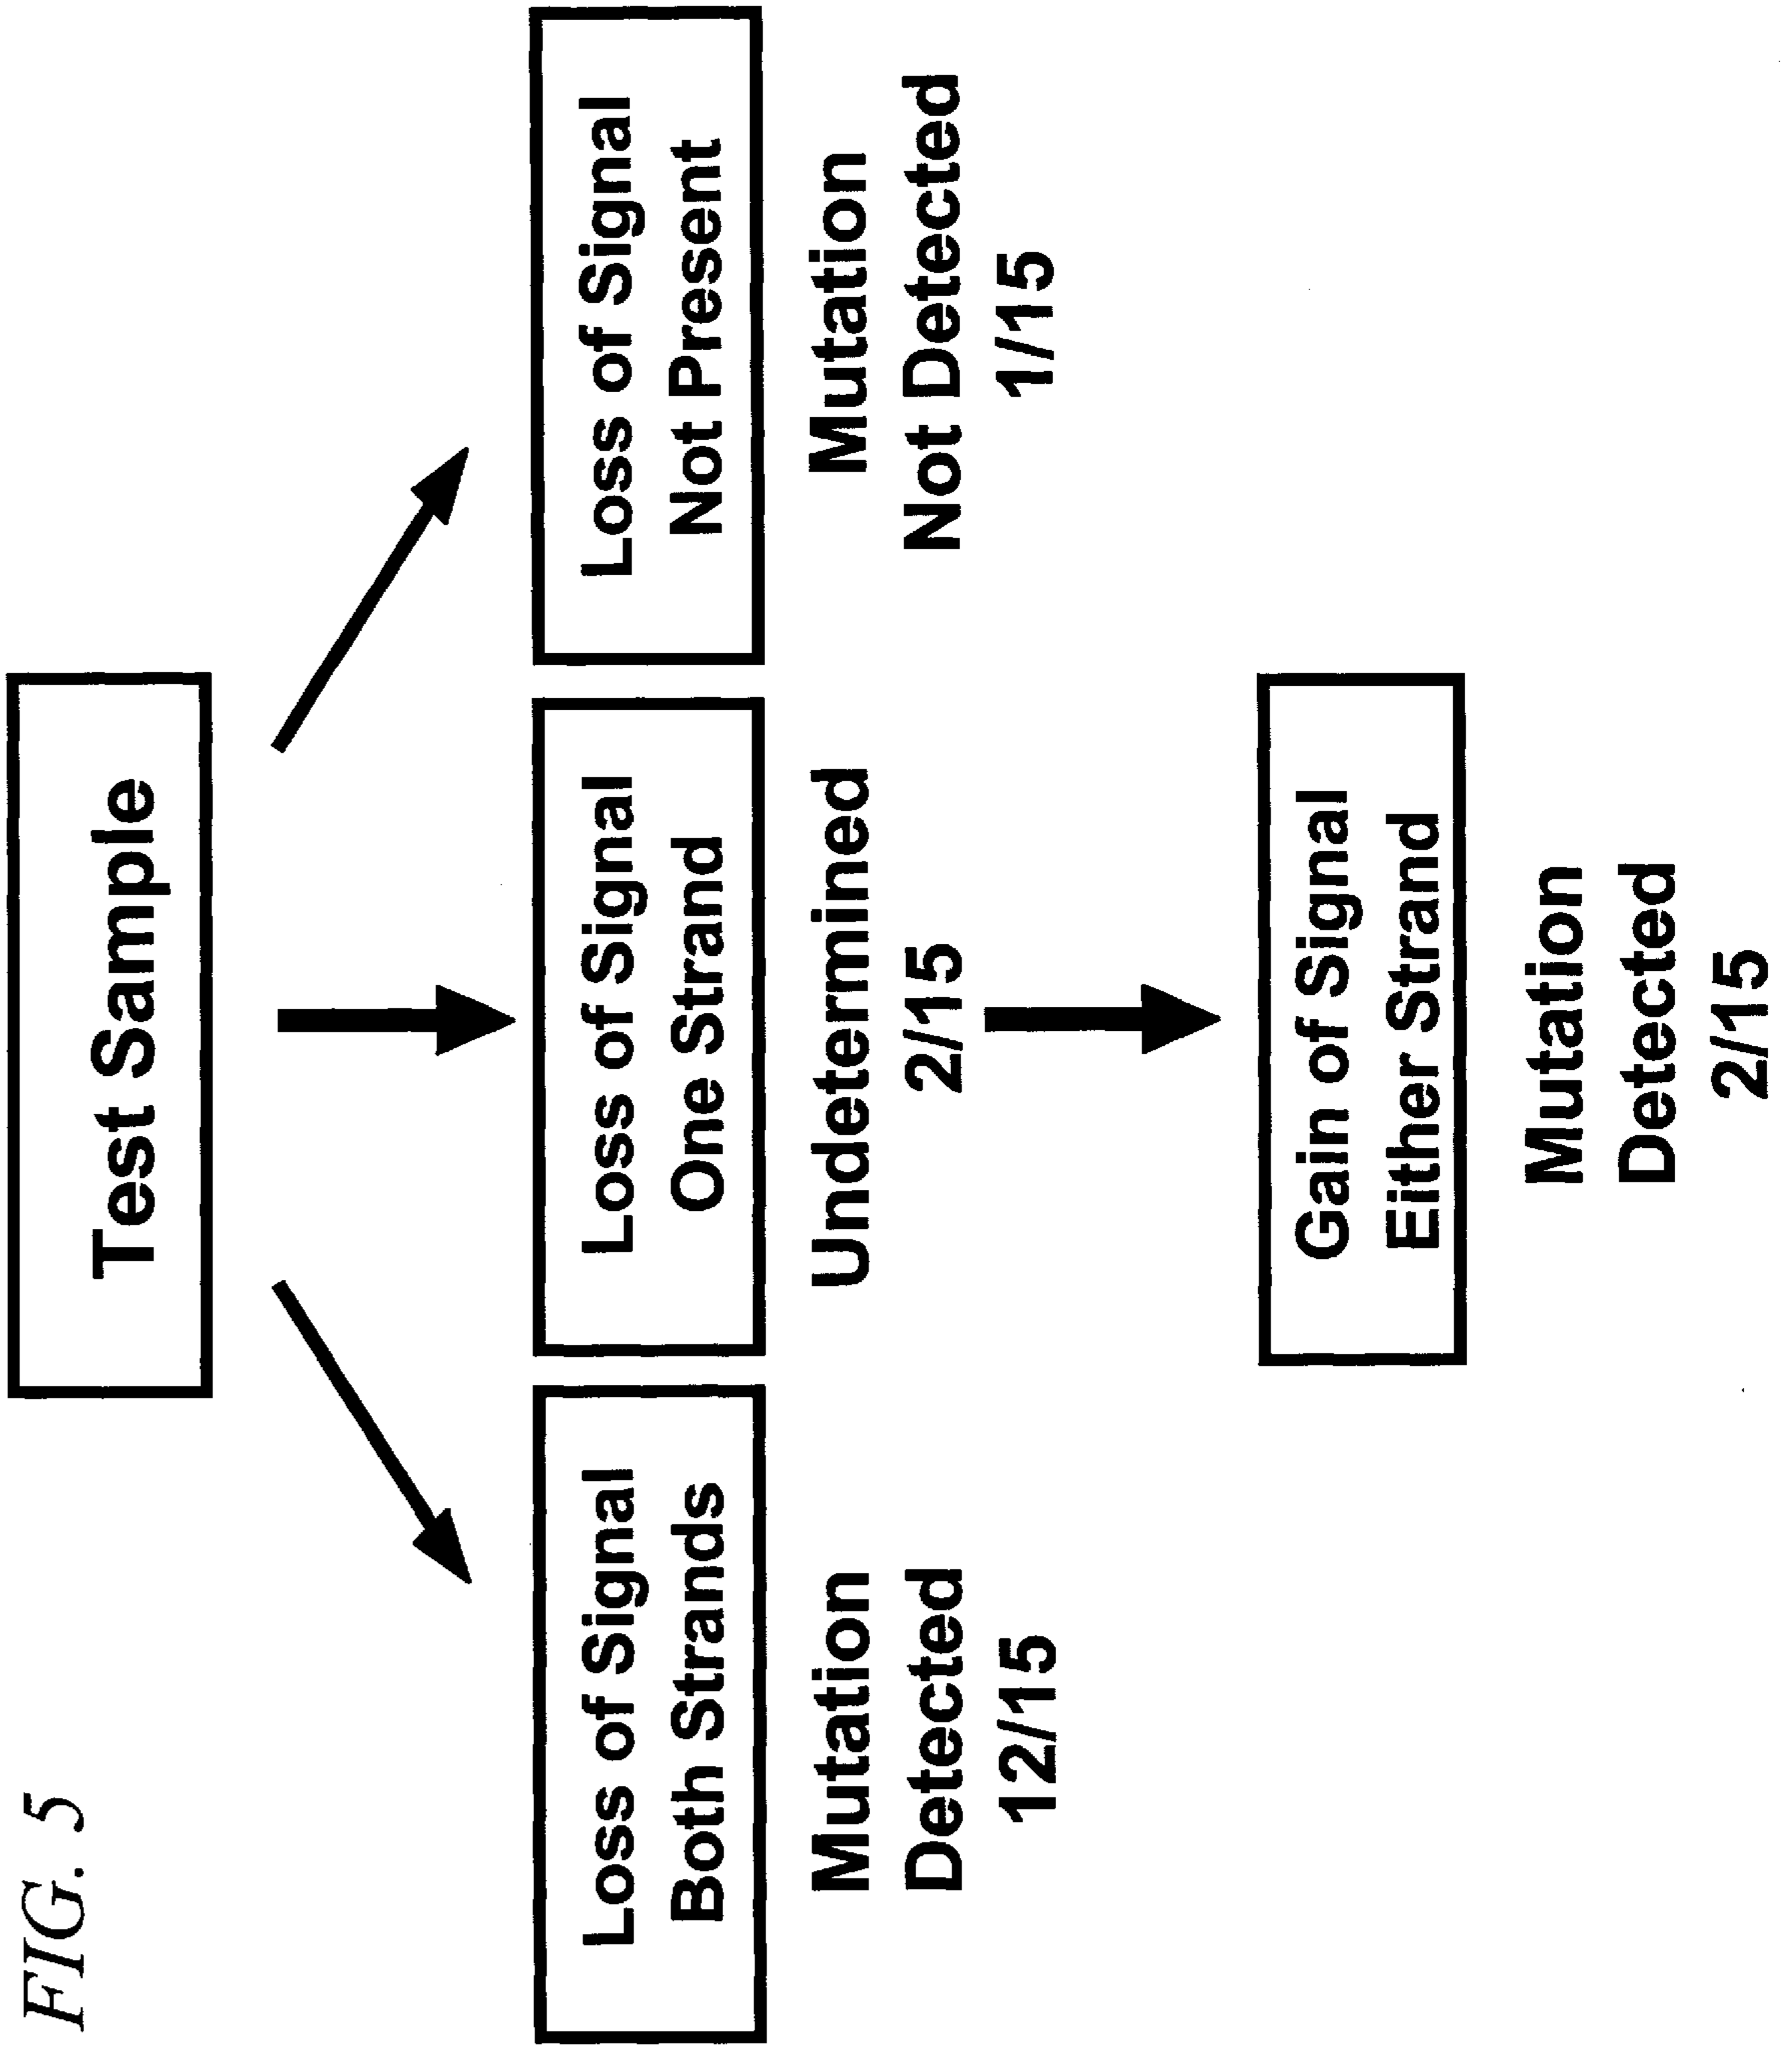 FIG. 5
Test Sample
Loss of Signal
Both Strands
Mutation
Detected
12/15
Loss of Signal
One Strand
Undetermined
2/15
Loss of Signal
Not Present
Mutation
Not Detected
1/15
Gain of Signal
Either Strand
Mutation
Detected
2/15